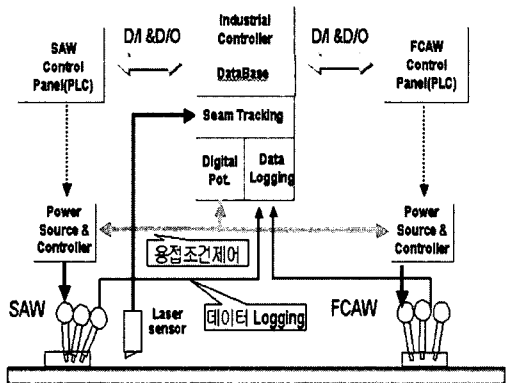 SAW
Control
Panel(PLC)
D/I &D/O
Industrial
Controller
DataBase
D/I &D/O
FCAW
Control
Panel(PLC)
Seam Tracking
Digital
Pot.
Data
Logging
Power
Source &
Controller
Power
Source &
Controller
용접조건제어
SAW
Laser
sensor
데이터 Logging
FCAW